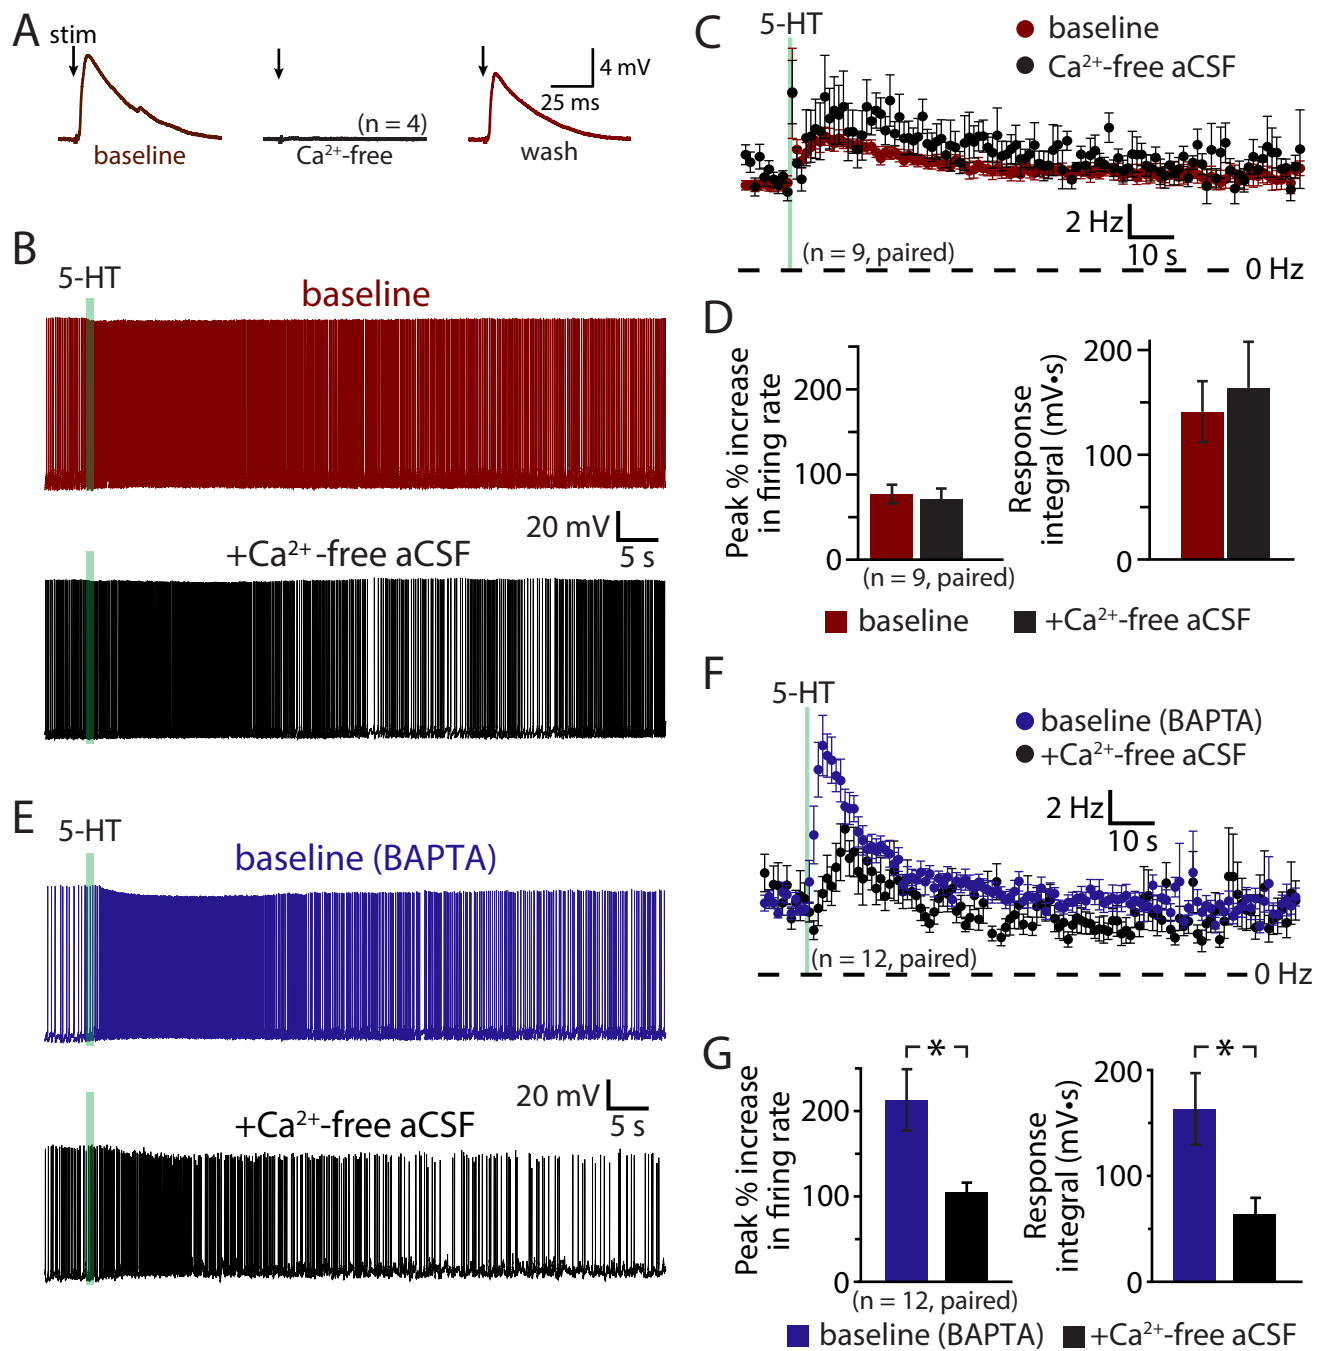 A
stim
4 mV
25 ms
(n = 4)
baseline
Ca²⁺-free
wash
B
5-HT
baseline
20 mV
5 s
+Ca²⁺-free aCSF
C
5-HT
baseline
Ca²⁺-free aCSF
2 Hz
10 s
(n = 9, paired)
0 Hz
D
Peak % increase
in firing rate
200
100
0
(n = 9, paired)
Response
integral (mV•s)
200
100
0
baseline
+Ca²⁺-free aCSF
E
5-HT
baseline (BAPTA)
20 mV
5 s
+Ca²⁺-free aCSF
F
5-HT
baseline (BAPTA)
+Ca²⁺-free aCSF
2 Hz
10 s
(n = 12, paired)
0 Hz
G
Peak % increase
in firing rate
200
100
0
*
(n = 12, paired)
Response
integral (mV•s)
200
100
0
*
baseline (BAPTA)
+Ca²⁺-free aCSF